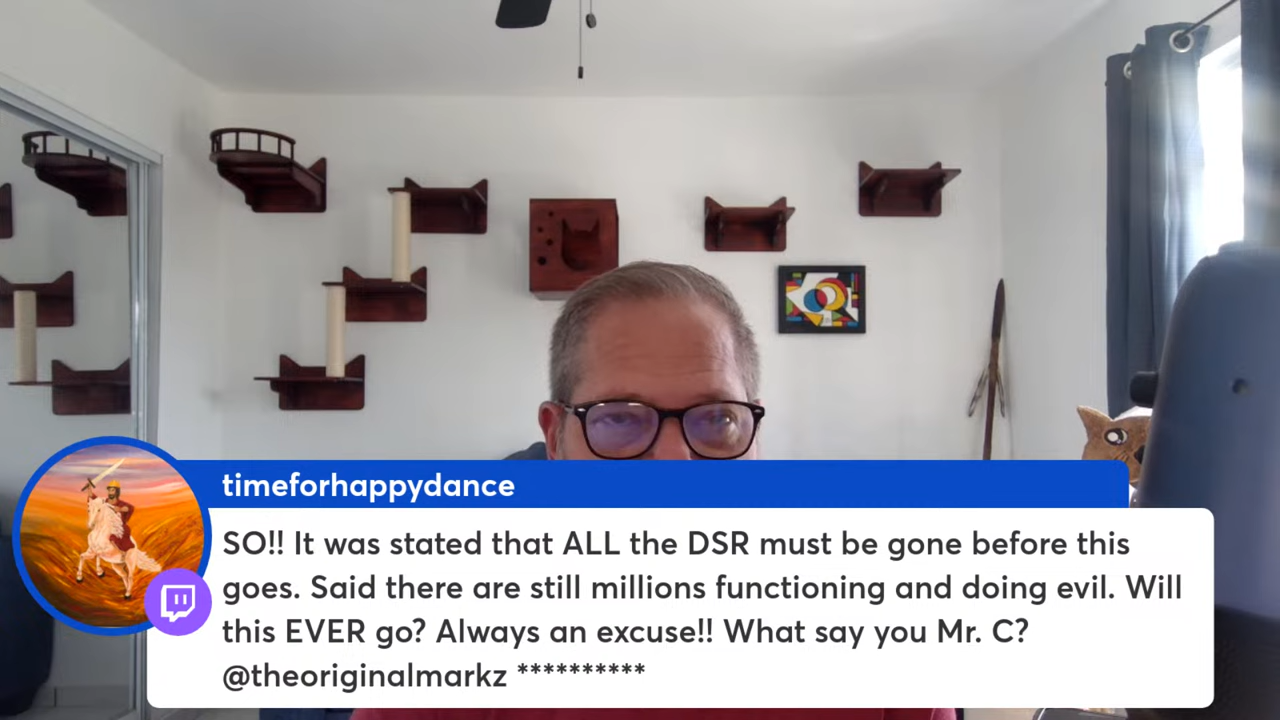 timeforhappydance
SO!! It was stated that ALL the DSR must be gone before this
goes. Said there are still millions functioning and doing evil. Will
this EVER go? Always an excuse!! What say you Mr. C?
@theoriginalmarkz **********